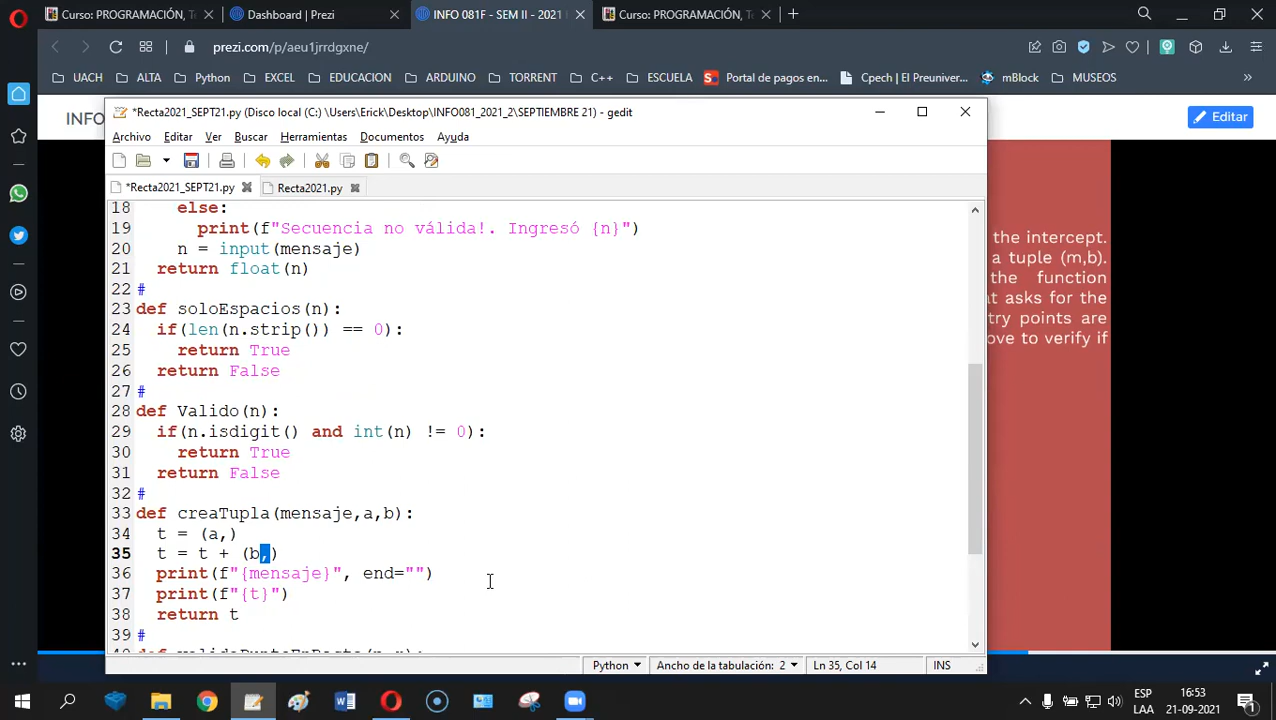 Curso: PROGRAMACIÓN, T
Dashboard | Prezi
INFO 081F - SEM II - 2021
Curso: PROGRAMACIÓN, T
prezi.com/p/aeu1jrrdgxne/
UACH ALTA Python EXCEL EDUCACION ARDUINO TORRENT C++ ESCUELA Portal de pagos en... Cpech | El Preuniver... mBlock MUSEOS
INFO
Editar
*Recta2021_SEPT21.py (Disco local (C:) \Users\Erick\Desktop\INFO081_2021_2\SEPTIEMBRE 21) - gedit
Archivo Editar Ver Buscar Herramientas Documentos Ayuda
*Recta2021_SEPT21.py Recta2021.py
18 else:
19 print(f"Secuencia no válida!. Ingresó {n}")
20 n = input(mensaje)
21 return float(n)
22 #
23 def soloEspacios(n):
24 if(len(n.strip()) == 0):
25 return True
26 return False
27 #
28 def Valido(n):
29 if(n.isdigit() and int(n) != 0):
30 return True
31 return False
32 #
33 def creaTupla(mensaje,a,b):
34 t = (a,)
35 t = t + (b,)
36 print(f"{mensaje}", end="")
37 print(f"{t}")
38 return t
39 #
the intercept.
a tuple (m,b).
the function
at asks for the
try points are
ove to verify if
Python Ancho de la tabulación: 2 Ln 35, Col 14 INS
ESP
LAA
16:53
21-09-2021
1